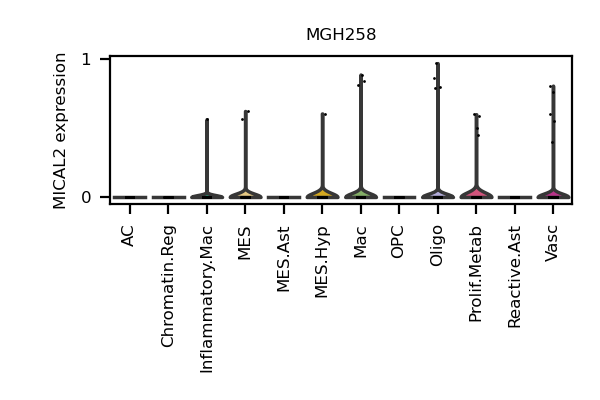 MGH258
MICAL2 expression
1
0
AC
Chromatin.Reg
Inflammatory.Mac
MES
MES.Ast
MES.Hyp
Mac
OPC
Oligo
Prolif.Metab
Reactive.Ast
Vasc